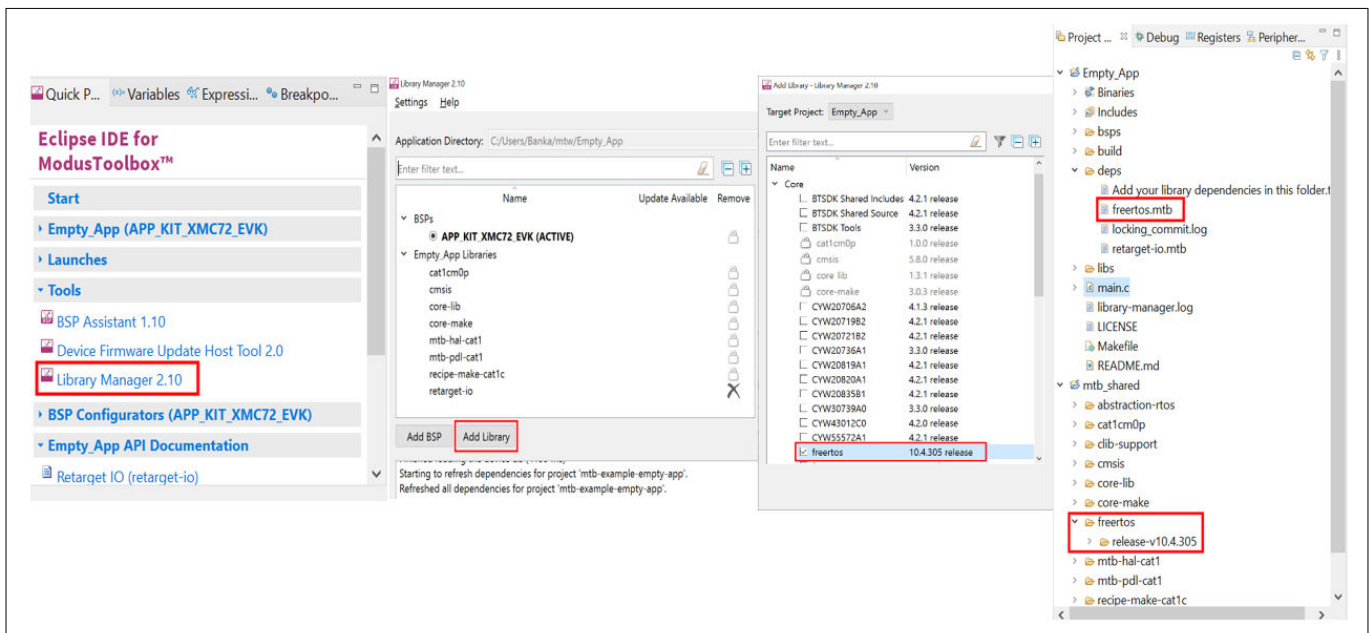 Quick P...
Variables
Expressi...
Breakpo...
Eclipse IDE for
ModusToolbox™
Start
Empty_App (APP_KIT_XMC72_EVK)
Launches
Tools
BSP Assistant 1.10
Device Firmware Update Host Tool 2.0
Library Manager 2.10
BSP Configurators (APP_KIT_XMC72_EVK)
Empty_App API Documentation
Retarget IO (retarget-io)
Library Manager 2.10
Settings Help
Application Directory: C:/Users/Banka/mtw/Empty_App
Enter filter text...
Name Update Available Remove
BSPs
APP_KIT_XMC72_EVK (ACTIVE)
Empty_App Libraries
cat1cm0p
cmsis
core-lib
core-make
mtb-hal-cat1
mtb-pdl-cat1
recipe-make-cat1c
retarget-io
Add BSP Add Library
Starting to refresh dependencies for project 'mtb-example-empty-app'.
Refreshed all dependencies for project 'mtb-example-empty-app'.
Add Library - Library Manager 2.10
Target Project: Empty_App
Enter filter text...
Name Version
Core
BTSDK Shared Includes 4.2.1 release
BTSDK Shared Source 4.2.1 release
BTSDK Tools 3.3.0 release
cat1cm0p 1.0.0 release
cmsis 5.8.0 release
core lib 1.3.1 release
core-make 3.0.3 release
CYW20706A2 4.1.3 release
CYW20719B2 4.2.1 release
CYW20721B2 4.2.1 release
CYW20736A1 3.3.0 release
CYW20819A1 4.2.1 release
CYW20820A1 4.2.1 release
CYW20835B1 4.2.1 release
CYW30739A0 3.3.0 release
CYW43012C0 4.2.0 release
CYW55572A1 4.2.1 release
freertos 10.4.305 release
Project ...
Debug
Registers
Peripher...
Empty_App
Binaries
Includes
bsps
build
deps
Add your library dependencies in this folder.t
freertos.mtb
locking_commit.log
retarget-io.mtb
libs
main.c
library-manager.log
LICENSE
Makefile
README.md
mtb_shared
abstraction-rtos
cat1cm0p
clib-support
cmsis
core-lib
core-make
freertos
release-v10.4.305
mtb-hal-cat1
mtb-pdl-cat1
recipe-make-cat1c